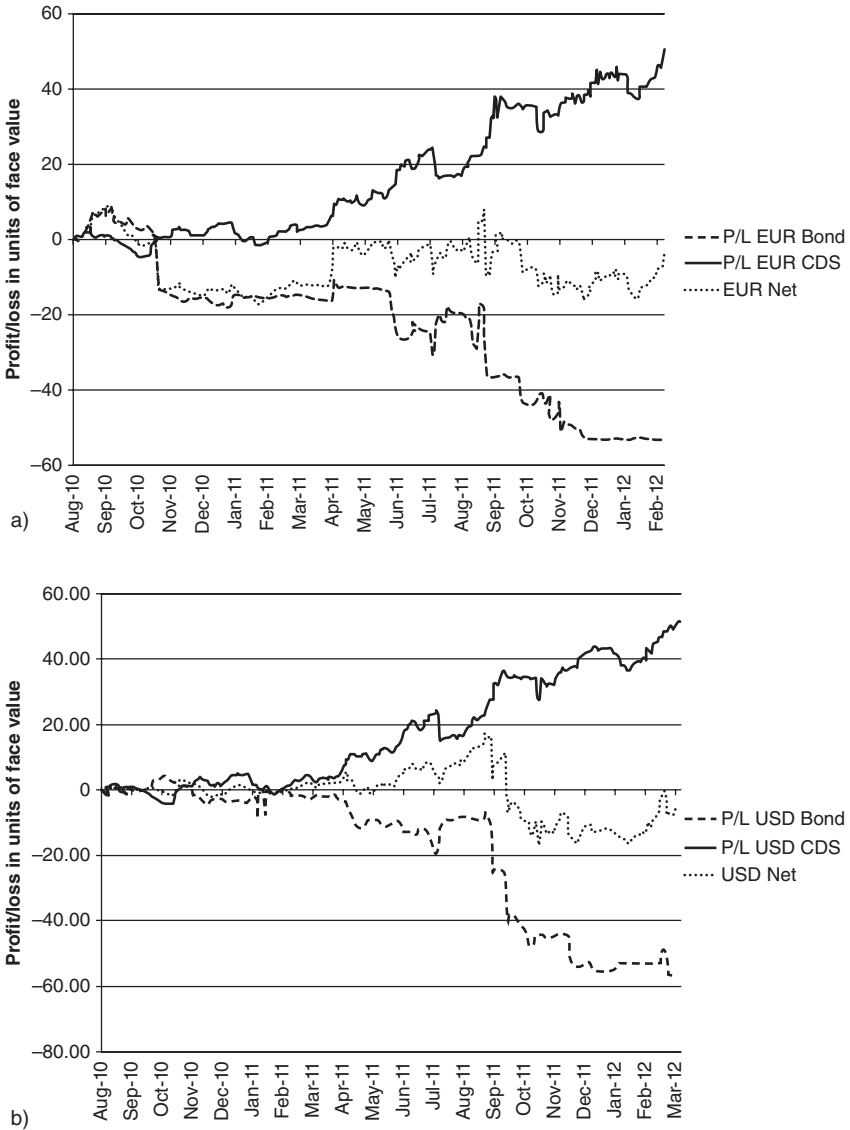 60
40
20
0
–20
–40
–60
Profit/loss in units of face value
Aug-10
Sep-10
Oct-10
Nov-10
Dec-10
Jan-11
Feb-11
Mar-11
Apr-11
May-11
Jun-11
Jul-11
Aug-11
Sep-11
Oct-11
Nov-11
Dec-11
Jan-12
Feb-12
P/L EUR Bond
P/L EUR CDS
EUR Net
a)
60.00
40.00
20.00
0
–20.00
–40.00
–60.00
–80.00
Profit/loss in units of face value
Aug-10
Sep-10
Oct-10
Nov-10
Dec-10
Jan-11
Feb-11
Mar-11
Apr-11
May-11
Jun-11
Jul-11
Aug-11
Sep-11
Oct-11
Nov-11
Dec-11
Jan-12
Feb-12
Mar-12
P/L USD Bond
P/L USD CDS
USD Net
b)